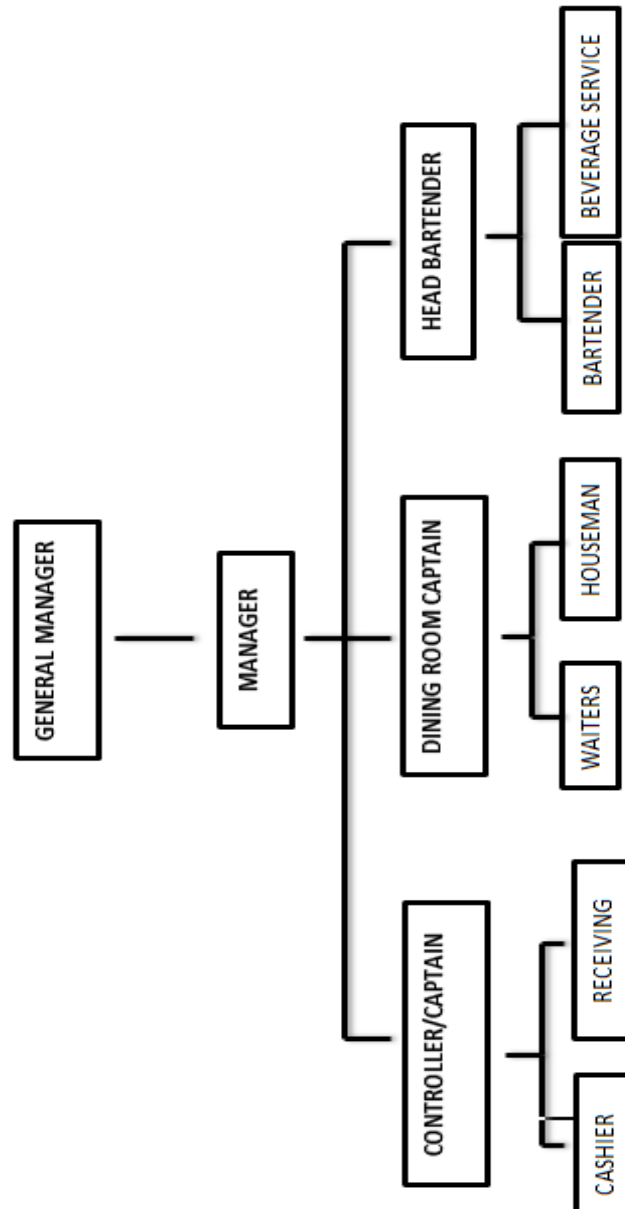 GENERAL MANAGER
MANAGER
CONTROLLER/CAPTAIN
DINING ROOM CAPTAIN
HEAD BARTENDER
CASHIER
RECEIVING
WAITERS
HOUSEMAN
BARTENDER
BEVERAGE SERVICE